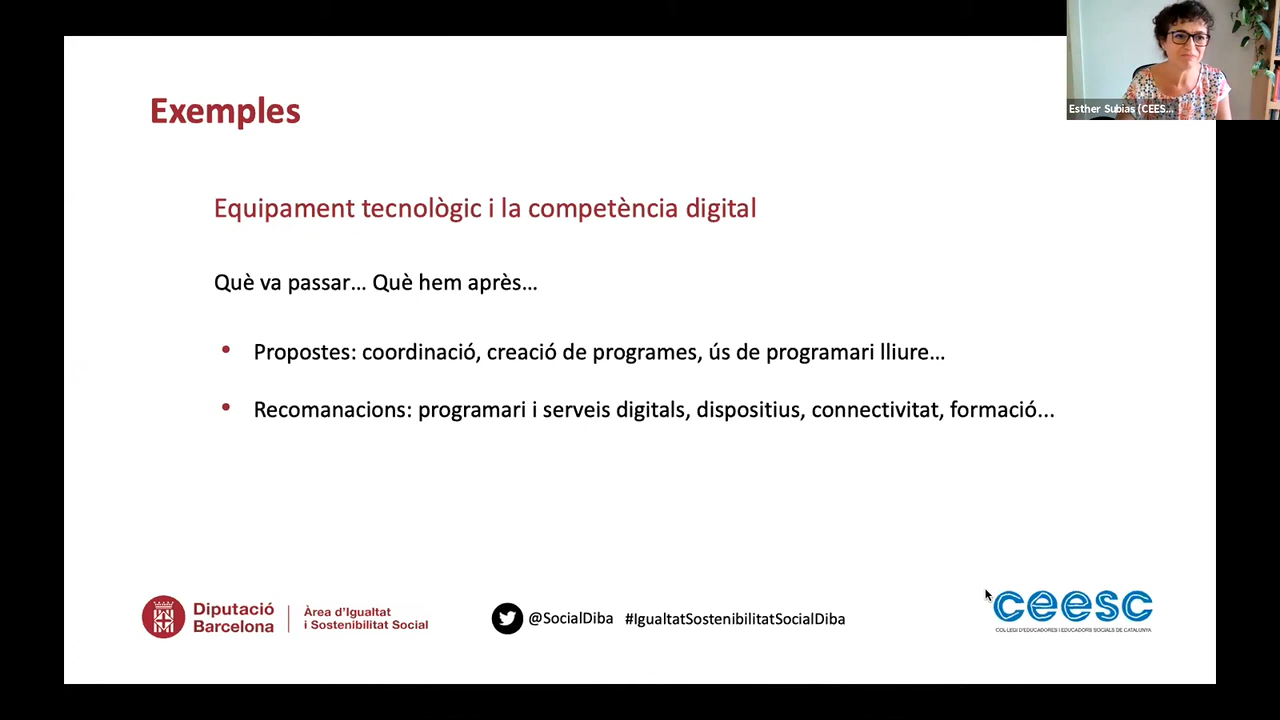 Exemples
Esther Subias (CEES...
Equipament tecnològic i la competència digital
Què va passar... Què hem après...
• Propostes: coordinació, creació de programes, ús de programari lliure...
• Recomanacions: programari i serveis digitals, dispositius, connectivitat, formació...
Diputació
Barcelona
Àrea d'Igualtat
i Sostenibilitat Social
@SocialDiba #IgualtatSostenibilitatSocialDiba
ceesc
COL·LEGI D'EDUCADORES I EDUCADORS SOCIALS DE CATALUNYA